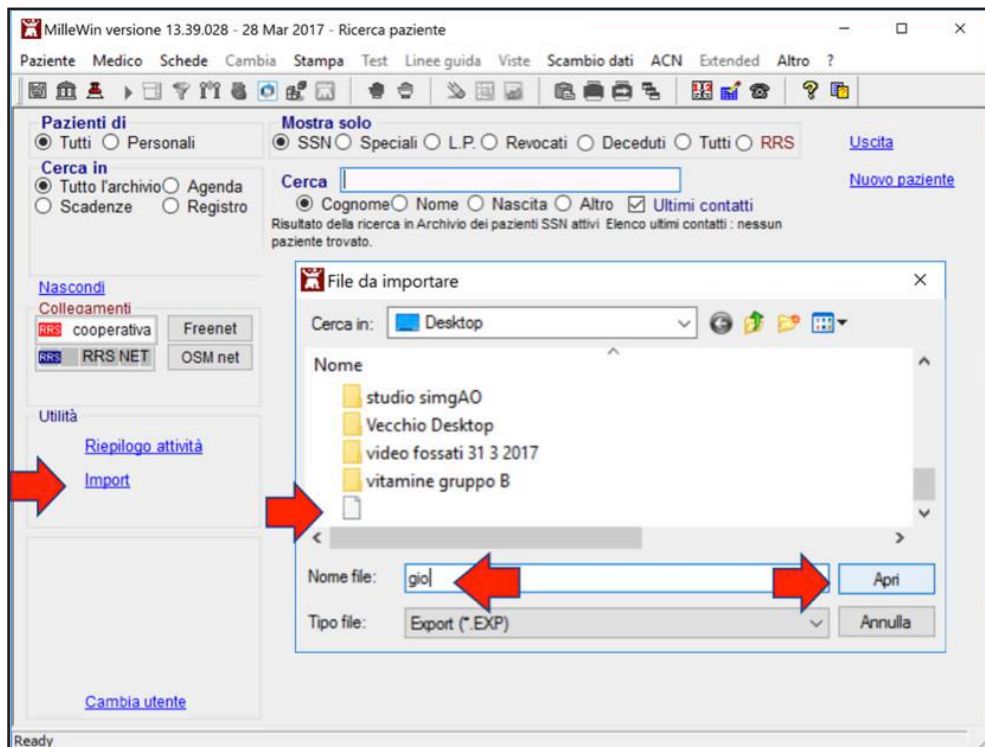 MilleWin versione 13.39.028 - 28 Mar 2017 - Ricerca paziente
Paziente Medico Schede Cambia Stampa Test Linee guida Viste Scambio dati ACN Extended Altro ?
Pazienti di
Tutti Personali
Mostra solo
SSN Speciali L.P. Revocati Deceduti Tutti RRS
Uscita
Cerca in
Tutto l'archivio Agenda
Scadenze Registro
Cerca
Cognome Nome Nascita Altro Ultimi contatti
Nuovo paziente
Risultato della ricerca in Archivio dei pazienti SSN attivi Elenco ultimi contatti : nessun
paziente trovato.
Nascondi
Collegamenti
RRS cooperativa Freenet
RRS RRS NET OSM net
Utilità
Riepilogo attività
Import
Cambia utente
File da importare
Cerca in: Desktop
Nome
studio simgAO
Vecchio Desktop
video fossati 31 3 2017
vitamine gruppo B
Nome file: gio Apri
Tipo file: Export (*.EXP) Annulla
Ready